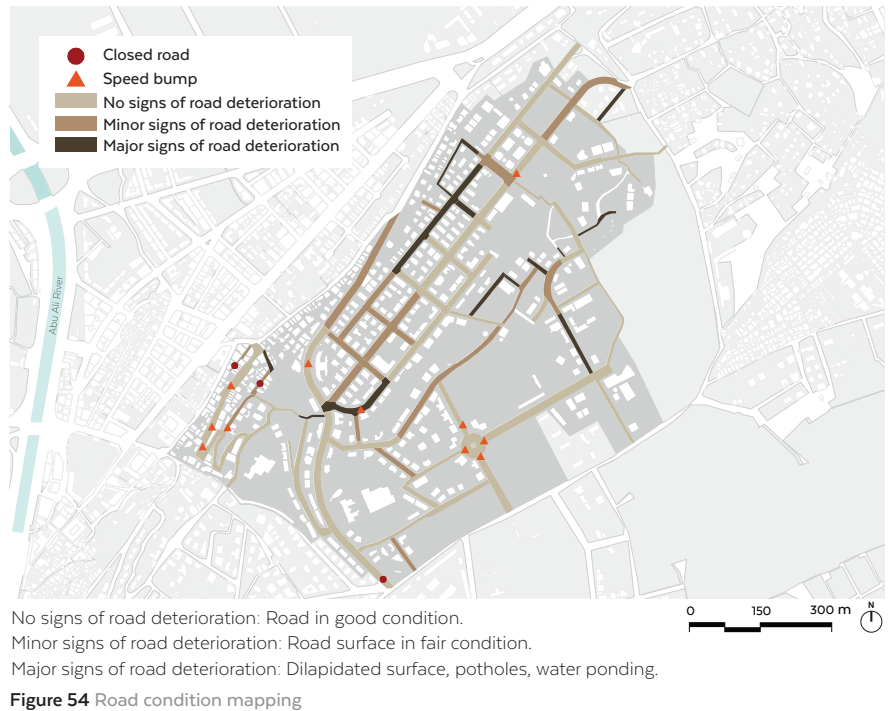 Closed road
Speed bump
No signs of road deterioration
Minor signs of road deterioration
Major signs of road deterioration
Abu Ali River
0 150 300 m
N
No signs of road deterioration: Road in good condition.
Minor signs of road deterioration: Road surface in fair condition.
Major signs of road deterioration: Dilapidated surface, potholes, water ponding.
Figure 54 Road condition mapping